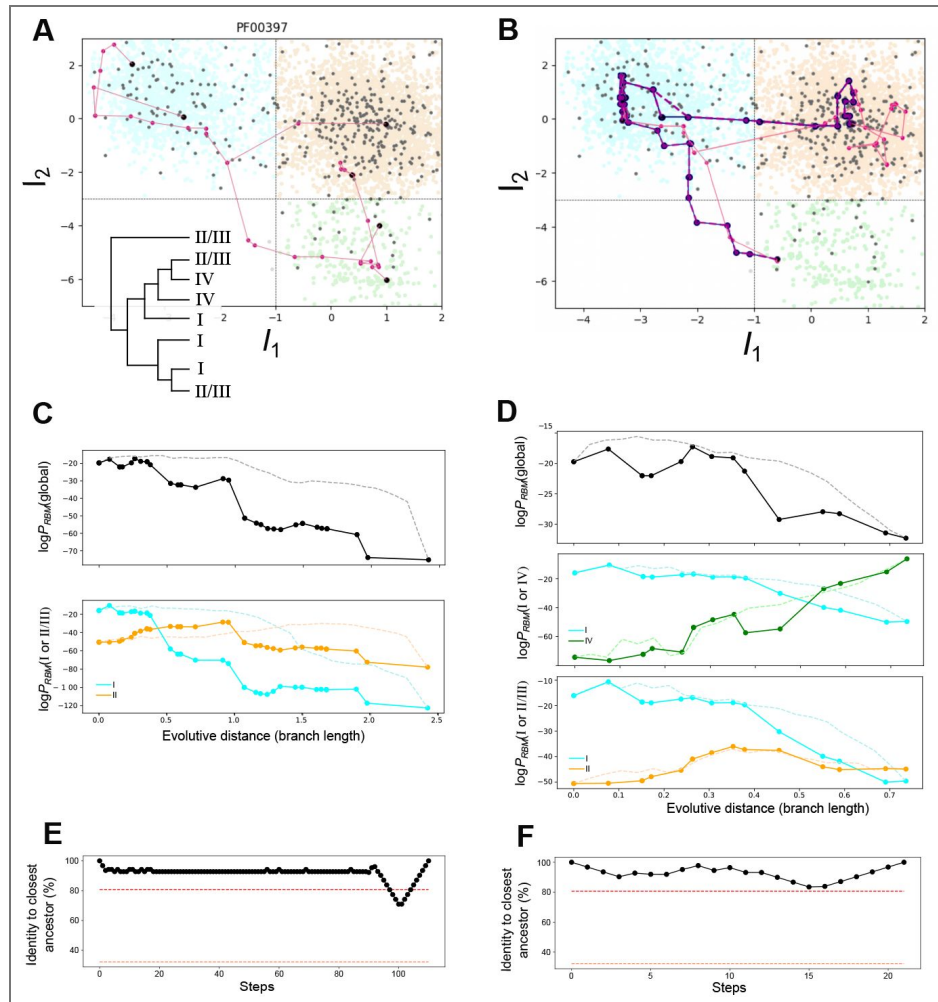 A
PF00397
B
I2
2
0
−2
−4
−6
−2
−1
0
1
2
I1
II/III
II/III
IV
IV
I
I
I
II/III
I2
2
0
−2
−4
−6
−4
−3
−2
−1
0
1
2
I1
C
logPRBM(global)
−20
−30
−40
−50
−60
−70
logPRBM(I or II/III)
−20
−40
−60
−80
−100
−120
I
II
0.0
0.5
1.0
1.5
2.0
2.5
Evolutive distance (branch length)
D
logPRBM(global)
−15
−20
−25
−30
logPRBM(I or IV)
−20
−40
−60
I
IV
logPRBM(I or II/III)
−10
−20
−30
−40
−50
I
II
0.0
0.1
0.2
0.3
0.4
0.5
0.6
0.7
Evolutive distance (branch length)
E
Identity to closest
ancestor (%)
100
80
60
40
0
20
40
60
80
100
Steps
F
Identity to closest
ancestor (%)
100
80
60
40
0
5
10
15
20
Steps